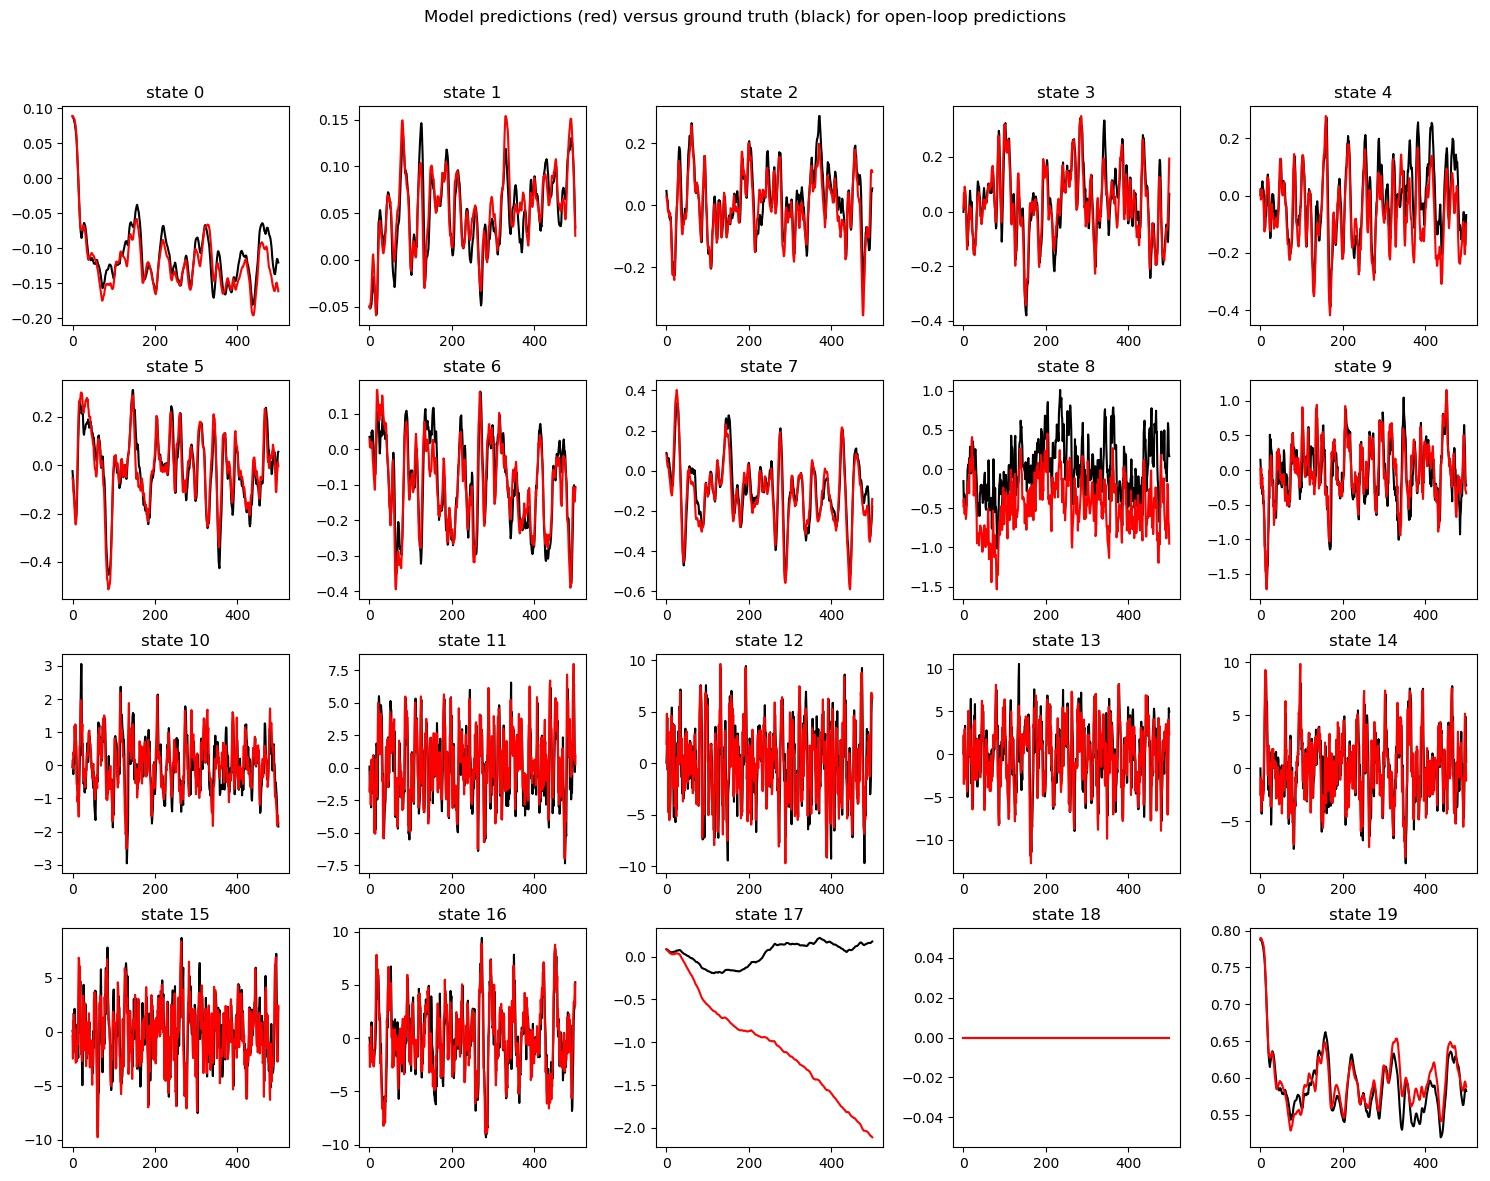 Model predictions (red) versus ground truth (black) for open-loop predictions
state 0 state 1 state 2 state 3 state 4
0.10 0.05 0.00 −0.05 −0.10 −0.15 −0.20
0.15 0.10 0.05 0.00 −0.05
0.2 0.0 −0.2
0.2 0.0 −0.2 −0.4
0.2 0.0 −0.2 −0.4
0 200 400 0 200 400 0 200 400 0 200 400 0 200 400
state 5 state 6 state 7 state 8 state 9
0.2 0.0 −0.2 −0.4
0.1 0.0 −0.1 −0.2 −0.3 −0.4
0.4 0.2 0.0 −0.2 −0.4 −0.6
1.0 0.5 0.0 −0.5 −1.0 −1.5
1.0 0.5 0.0 −0.5 −1.0 −1.5
0 200 400 0 200 400 0 200 400 0 200 400 0 200 400
state 10 state 11 state 12 state 13 state 14
3 2 1 0 −1 −2 −3
7.5 5.0 2.5 0.0 −2.5 −5.0 −7.5
10 5 0 −5 −10
10 5 0 −5 −10
10 5 0 −5
0 200 400 0 200 400 0 200 400 0 200 400 0 200 400
state 15 state 16 state 17 state 18 state 19
5 0 −5 −10
10 5 0 −5 −10
0.0 −0.5 −1.0 −1.5 −2.0
0.04 0.02 0.00 −0.02 −0.04
0.80 0.75 0.70 0.65 0.60 0.55
0 200 400 0 200 400 0 200 400 0 200 400 0 200 400